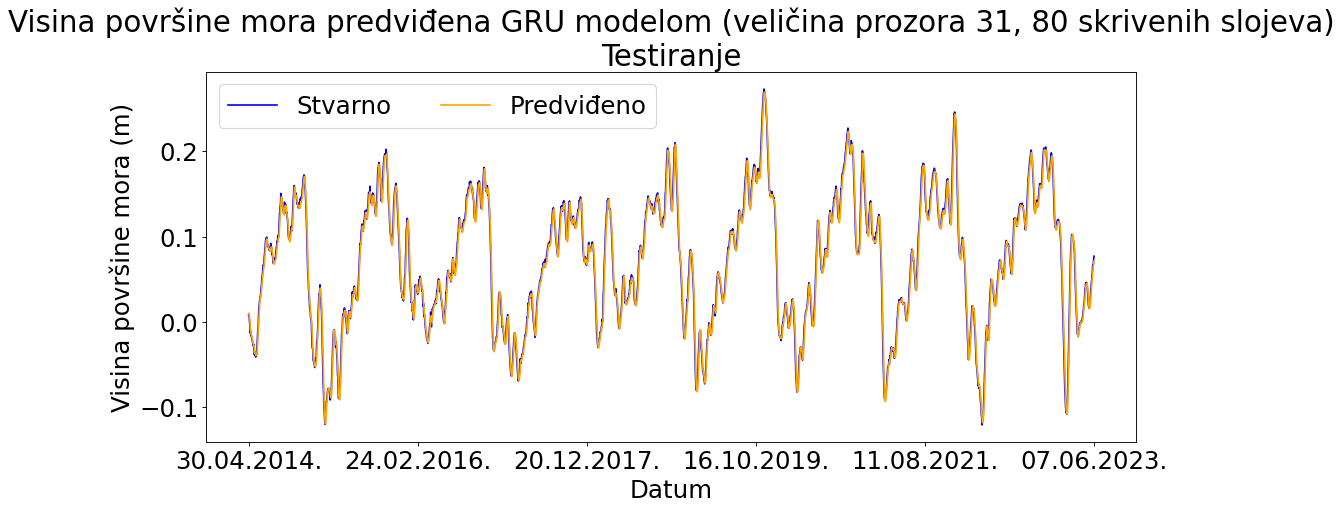 Visina površine mora predviđena GRU modelom (veličina prozora 31, 80 skrivenih slojeva)
Testiranje
Stvarno
Predviđeno
Visina površine mora (m)
0.2
0.1
0.0
−0.1
30.04.2014.
24.02.2016.
20.12.2017.
16.10.2019.
11.08.2021.
07.06.2023.
Datum